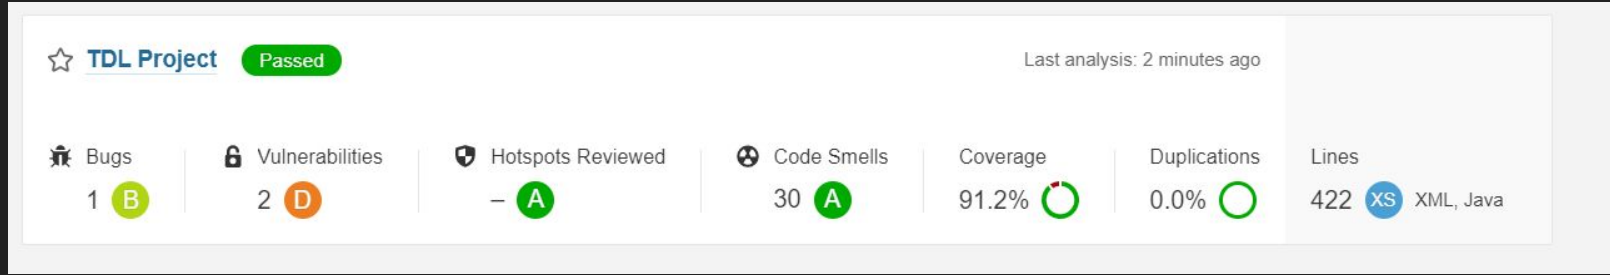 TDL Project Passed Last analysis: 2 minutes ago
Bugs Vulnerabilities Hotspots Reviewed Code Smells Coverage Duplications Lines
1 B 2 D – A 30 A 91.2% 0.0% 422 XS XML, Java